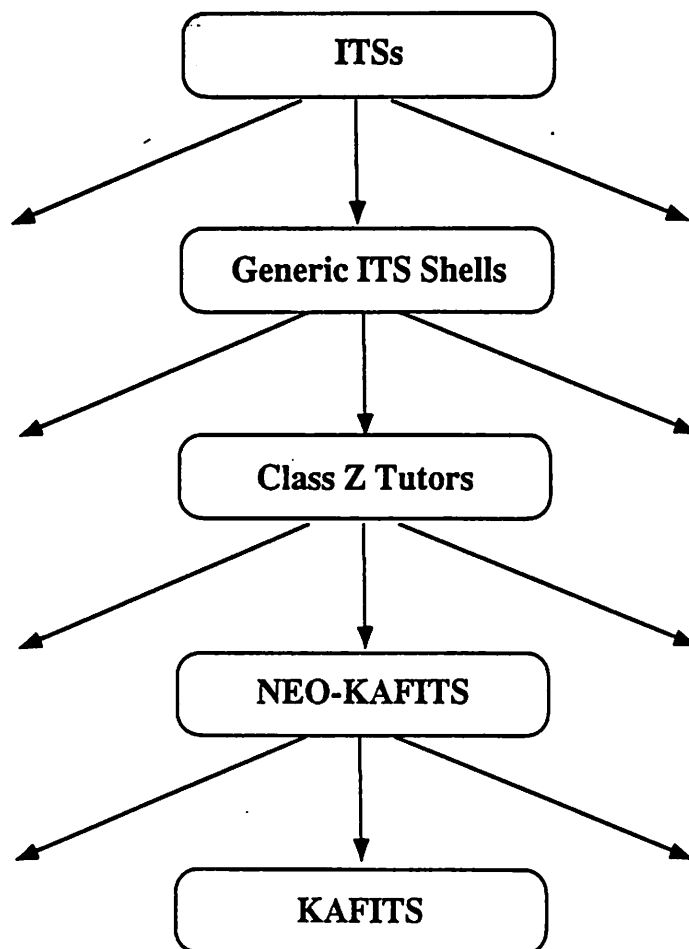 ITSs
Generic ITS Shells
Class Z Tutors
NEO-KAFITS
KAFITS